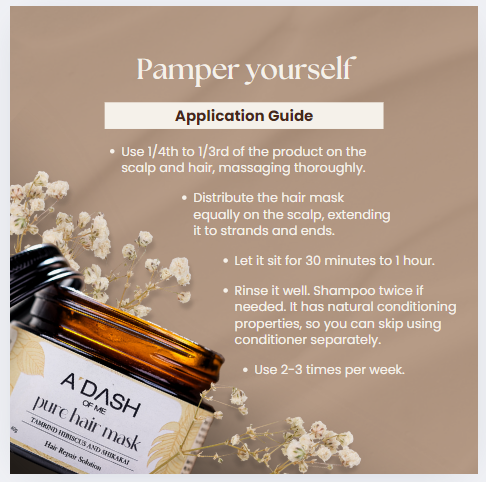 Pamper yourself
Application Guide
• Use 1/4th to 1/3rd of the product on the
scalp and hair, massaging thoroughly.
• Distribute the hair mask
equally on the scalp, extending
it to strands and ends.
• Let it sit for 30 minutes to 1 hour.
• Rinse it well. Shampoo twice if
needed. It has natural conditioning
properties, so you can skip using
conditioner separately.
• Use 2-3 times per week.
A'DASH
OF ME
pure hair mask
TAMBIND HIBISCUS AND SHIKAKAI
Hair Repair Solution